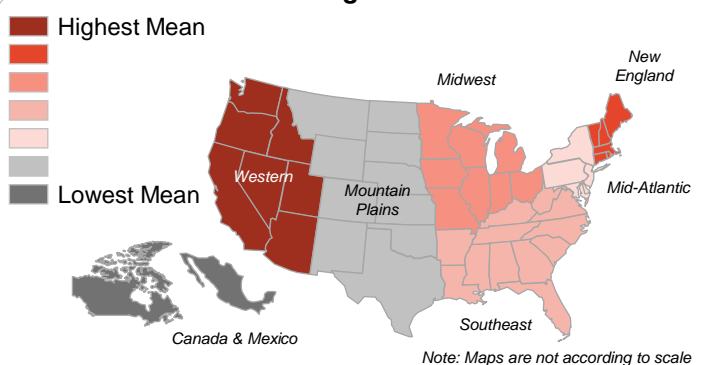 Highest Mean
Lowest Mean
New
England
Midwest
Western
Mountain
Plains
Mid-Atlantic
Southeast
Canada & Mexico
Note: Maps are not according to scale